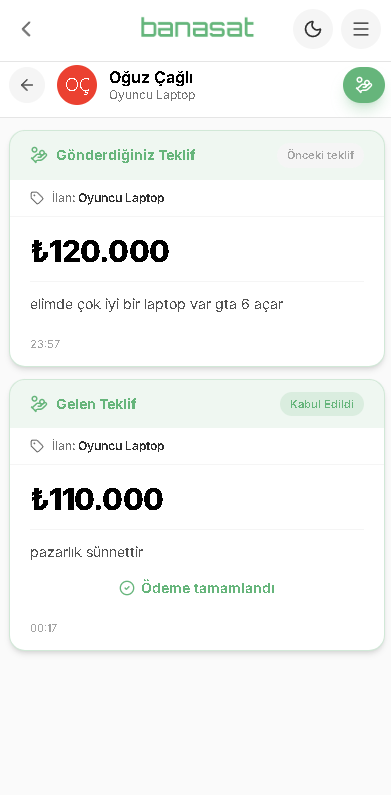 banasat
OÇ
Oğuz Çağlı
Oyuncu Laptop
Gönderdiğiniz Teklif
Önceki teklif
İlan: Oyuncu Laptop
₺120.000
elimde çok iyi bir laptop var gta 6 açar
23:57
Gelen Teklif
Kabul Edildi
İlan: Oyuncu Laptop
₺110.000
pazarlık sünnettir
Ödeme tamamlandı
00:17